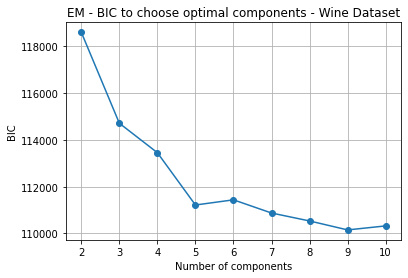 EM - BIC to choose optimal components - Wine Dataset
118000
116000
114000
112000
110000
BIC
2 3 4 5 6 7 8 9 10
Number of components